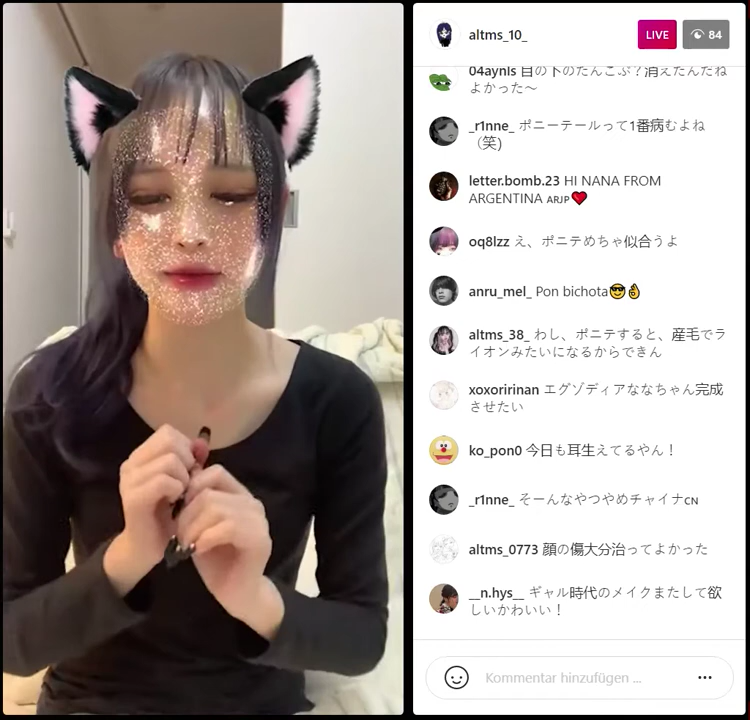 altms_10_
LIVE
84
04aynls 目の下のたんこぶ？消えたんだね
よかった〜
_r1nne_ ポニーテールって1番病むよね
（笑）
letter.bomb.23 HI NANA FROM
ARGENTINA ARJP❤️
oq8lzz え、ポニテめちゃ似合うよ
anru_mel_ Pon bichota😎👌
altms_38_ わし、ポニテすると、産毛でラ
イオンみたいになるからできん
xoxoririnan エグゾディアななちゃん完成
させたい
ko_pon0 今日も耳生えてるやん！
_r1nne_ そーんなやつやめチャイナCN
altms_0773 顔の傷大分治ってよかった
__n.hys__ ギャル時代のメイクまたして欲
しいかわいい！
Kommentar hinzufügen ...